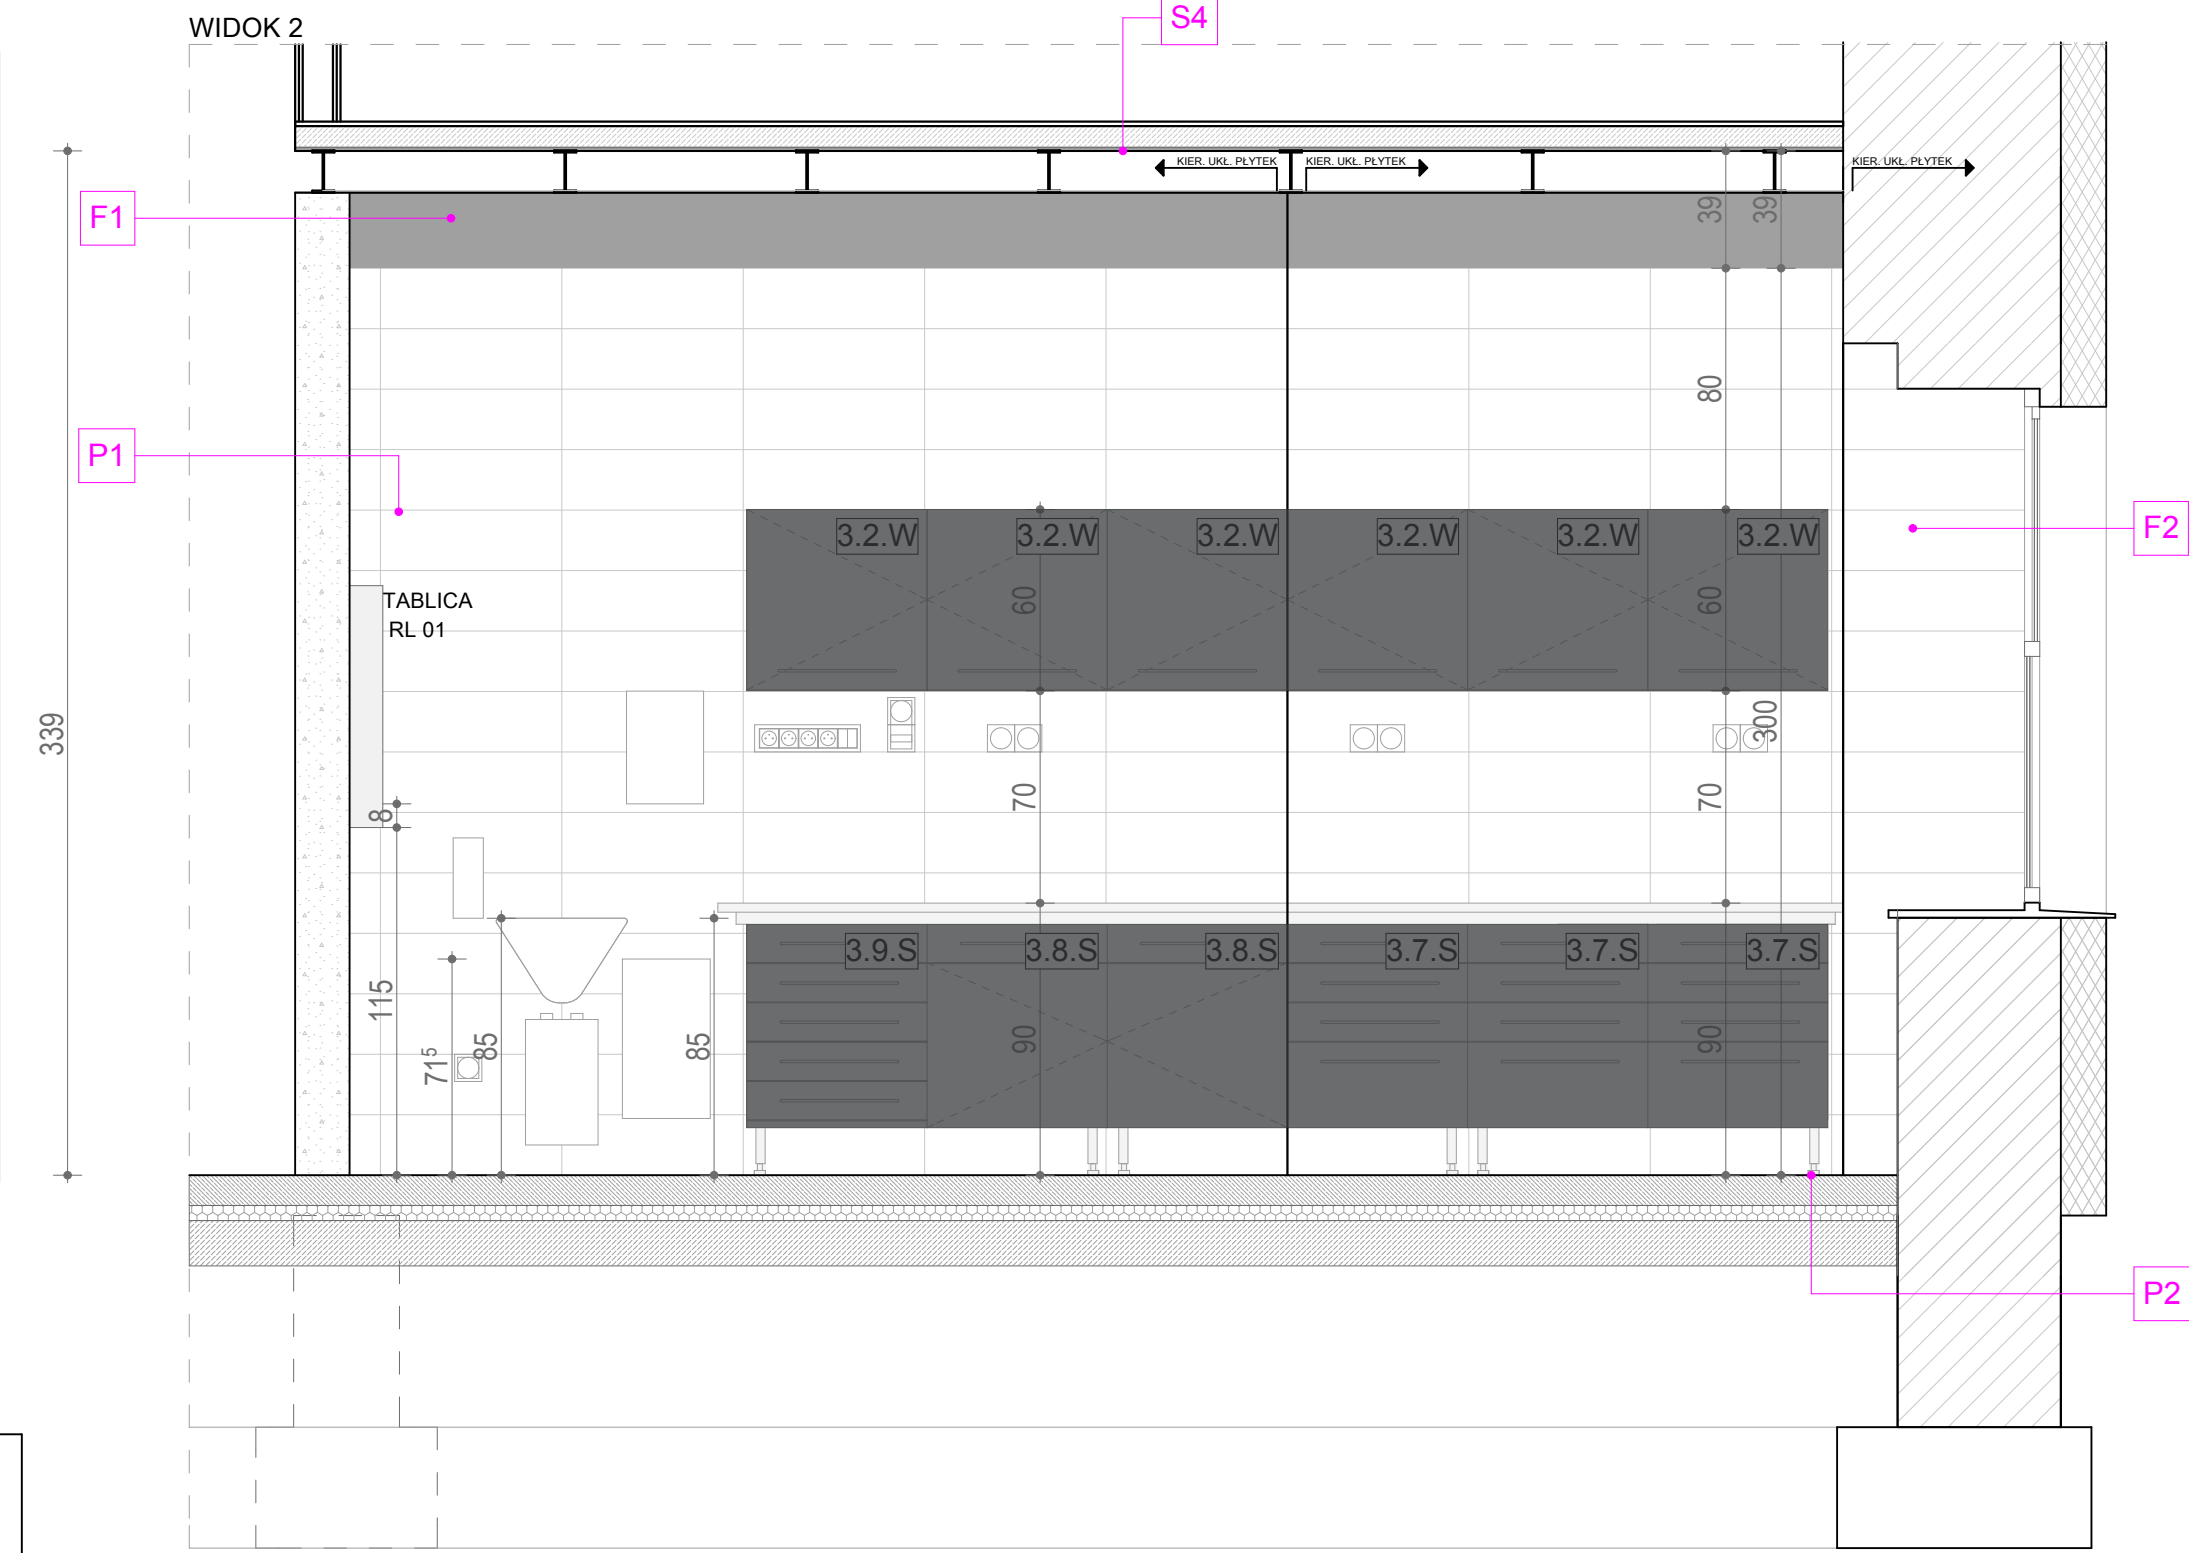 WIDOK 2
S4
KIER. UKŁ. PŁYTEK
KIER. UKŁ. PŁYTEK
KIER. UKŁ. PŁYTEK
F1
39
39
80
P1
3.2.W
3.2.W
3.2.W
3.2.W
3.2.W
3.2.W
F2
TABLICA
RL 01
60
60
339
300
70
70
8
3.9.S
3.8.S
3.8.S
3.7.S
3.7.S
3.7.S
115
71⁵
85
85
90
90
P2